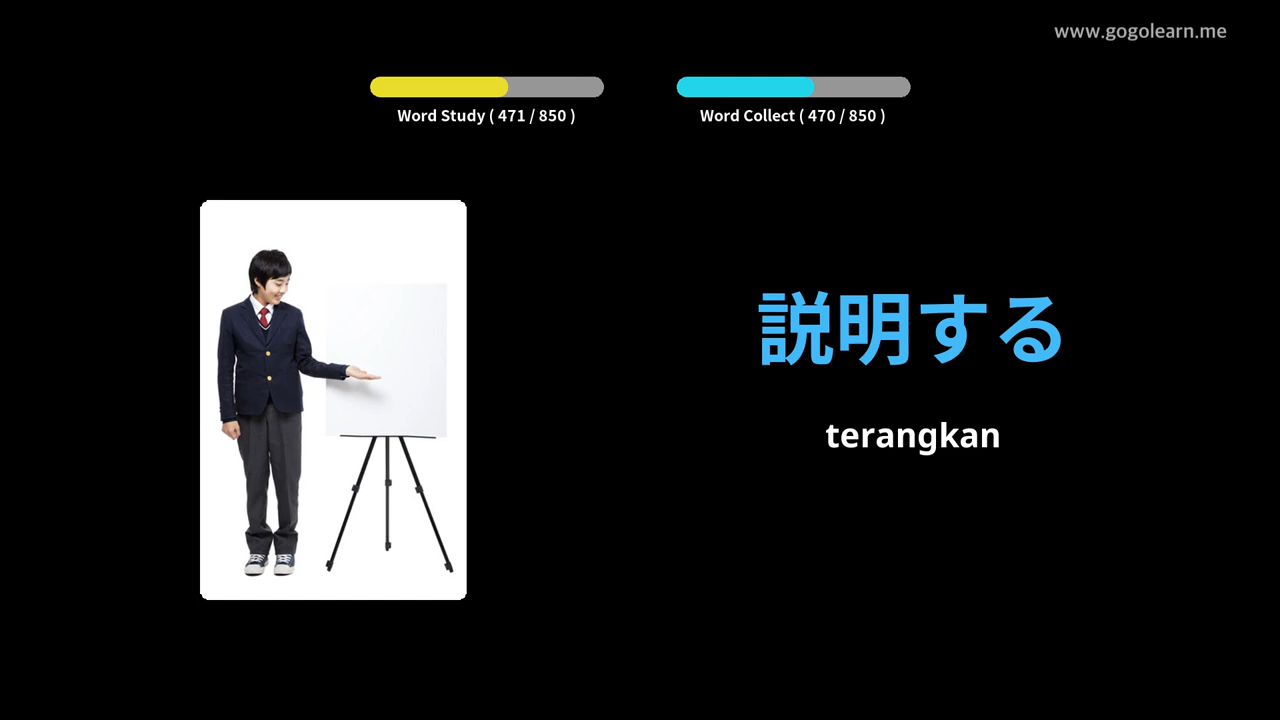 www.gogolearn.me
Word Study ( 471 / 850 )
Word Collect ( 470 / 850 )
説明する
terangkan